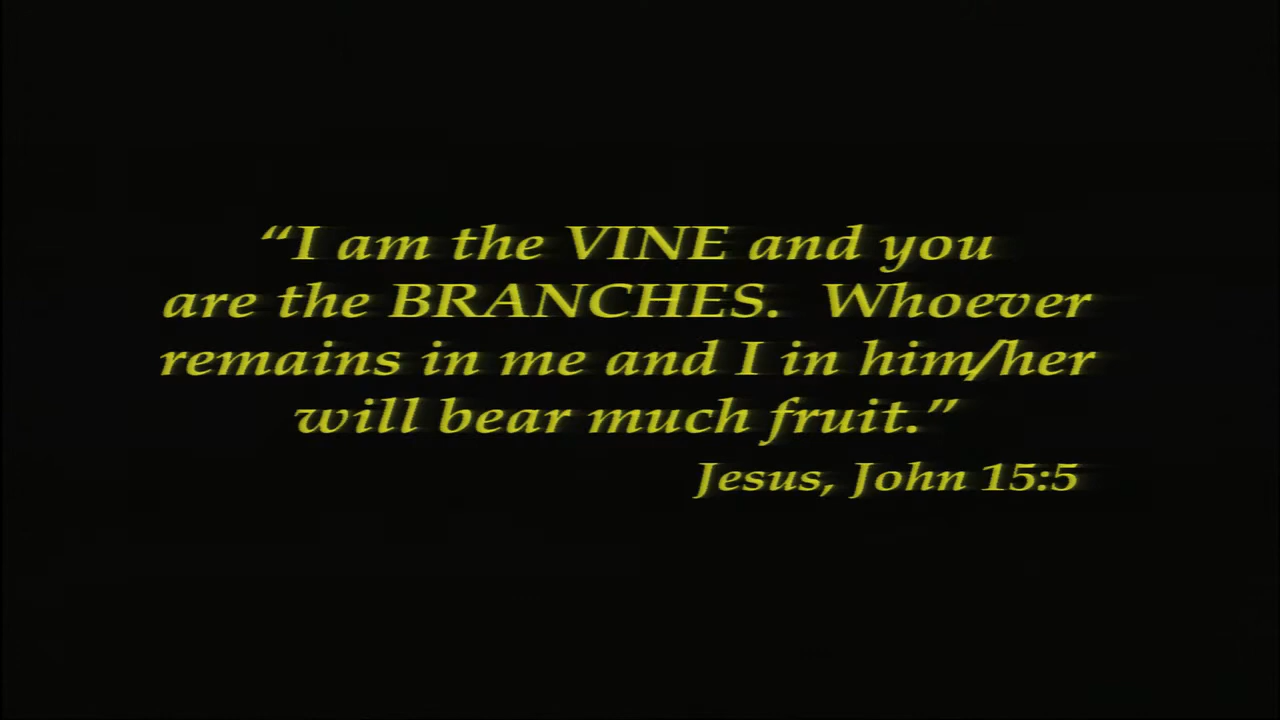 “I am the VINE and you
are the BRANCHES.  Whoever
remains in me and I in him/her
will bear much fruit.”
Jesus, John 15:5